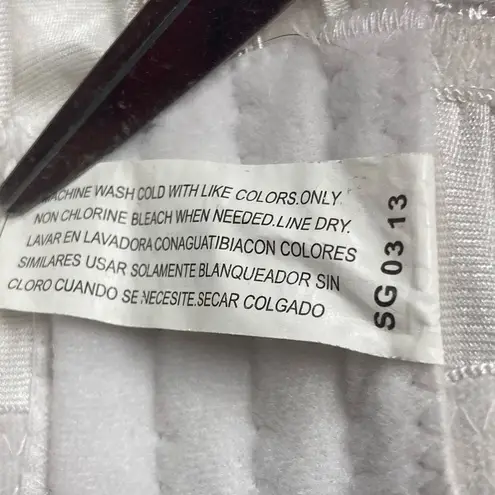 MACHINE WASH COLD WITH LIKE COLORS.ONLY
NON CHLORINE BLEACH WHEN NEEDED.LINE DRY.
LAVAR EN LAVADORA CONAGUATIBIACON COLORES
SIMILARES USAR SOLAMENTE BLANQUEADOR SIN
CLORO CUANDO SE NECESITE.SECAR COLGADO
SG 03 13